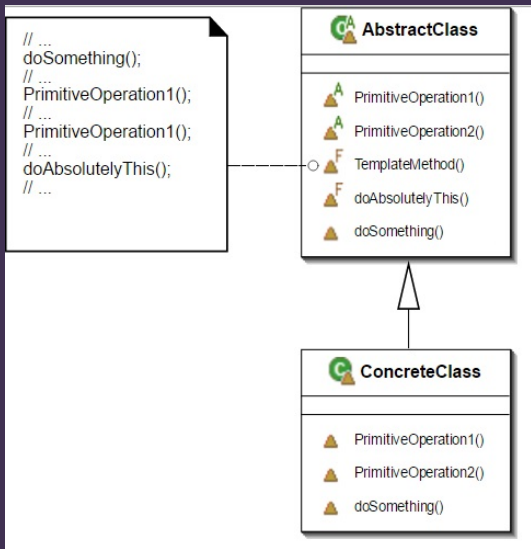 // ...
doSomething();
// ...
PrimitiveOperation1();
// ...
PrimitiveOperation1();
// ...
doAbsolutelyThis();
// ...
C A AbstractClass
A PrimitiveOperation1()
A PrimitiveOperation2()
F TemplateMethod()
F doAbsolutelyThis()
doSomething()
C ConcreteClass
PrimitiveOperation1()
PrimitiveOperation2()
doSomething()